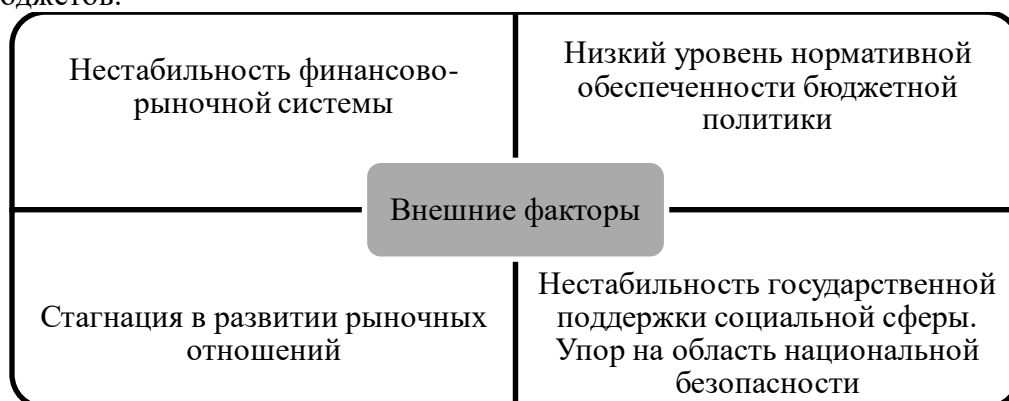 Нестабильность финансово-
рыночной системы
Низкий уровень нормативной
обеспеченности бюджетной
политики
Внешние факторы
Стагнация в развитии рыночных
отношений
Нестабильность государственной
поддержки социальной сферы.
Упор на область национальной
безопасности